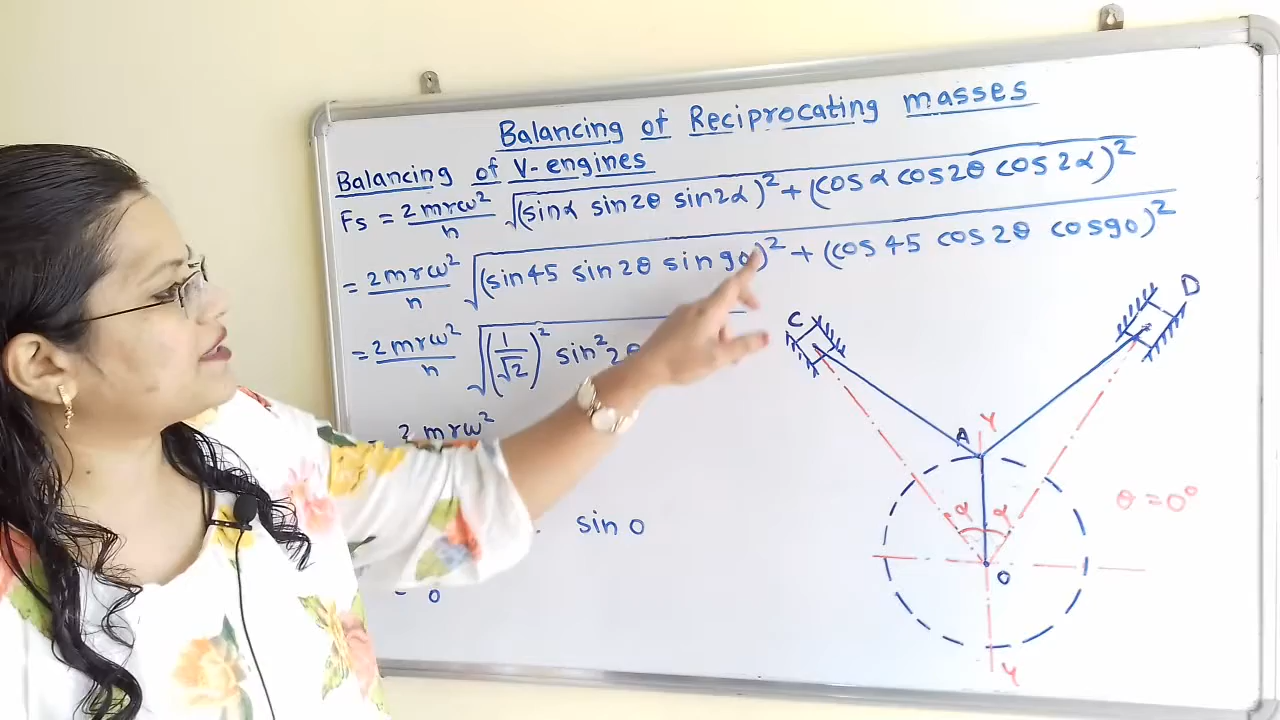 Balancing of Reciprocating masses
Balancing of V-engines
Fs = 2mrω²/n √(sinα sin2θ sin2α)² + (cosα cos2θ cos2α)²
= 2mrω²/n √(sin45 sin2θ sin90)² + (cos45 cos2θ cos90)²
= 2mrω²/n √(1/√2)² sin²2θ
2mrω²
sin 0
= 0
C
D
A
Y
α α
θ = 0°
O
Y